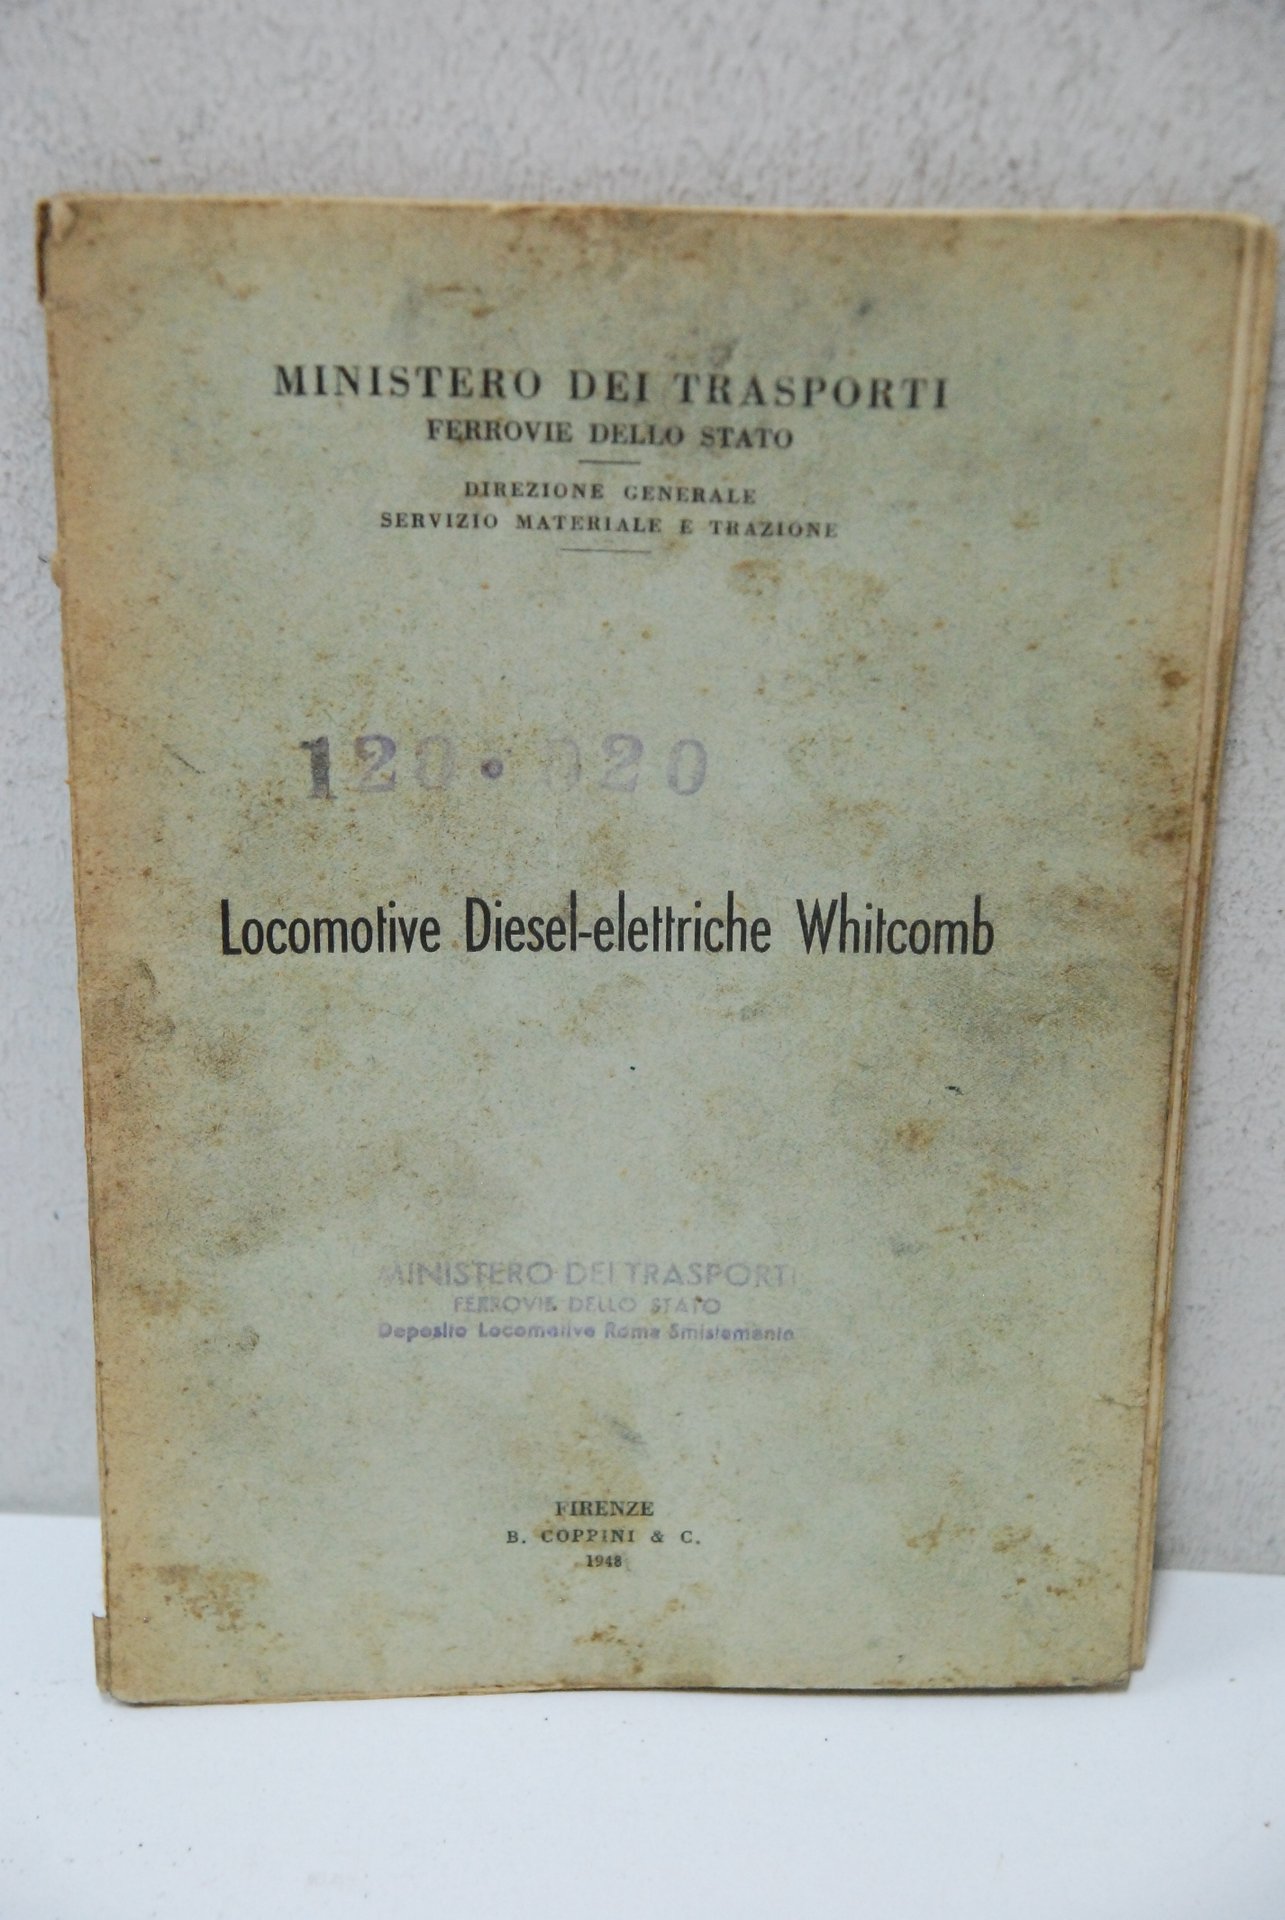 MINISTERO DEI TRASPORTI
FERROVIE DELLO STATO
DIREZIONE GENERALE
SERVIZIO MATERIALE E TRAZIONE
120.020
Locomotive Diesel-elettriche Whitcomb
MINISTERO DEI TRASPORTI
FERROVIE DELLO STATO
Deposito Locomotive Roma Smistamento
FIRENZE
B. COPPINI & C.
1948